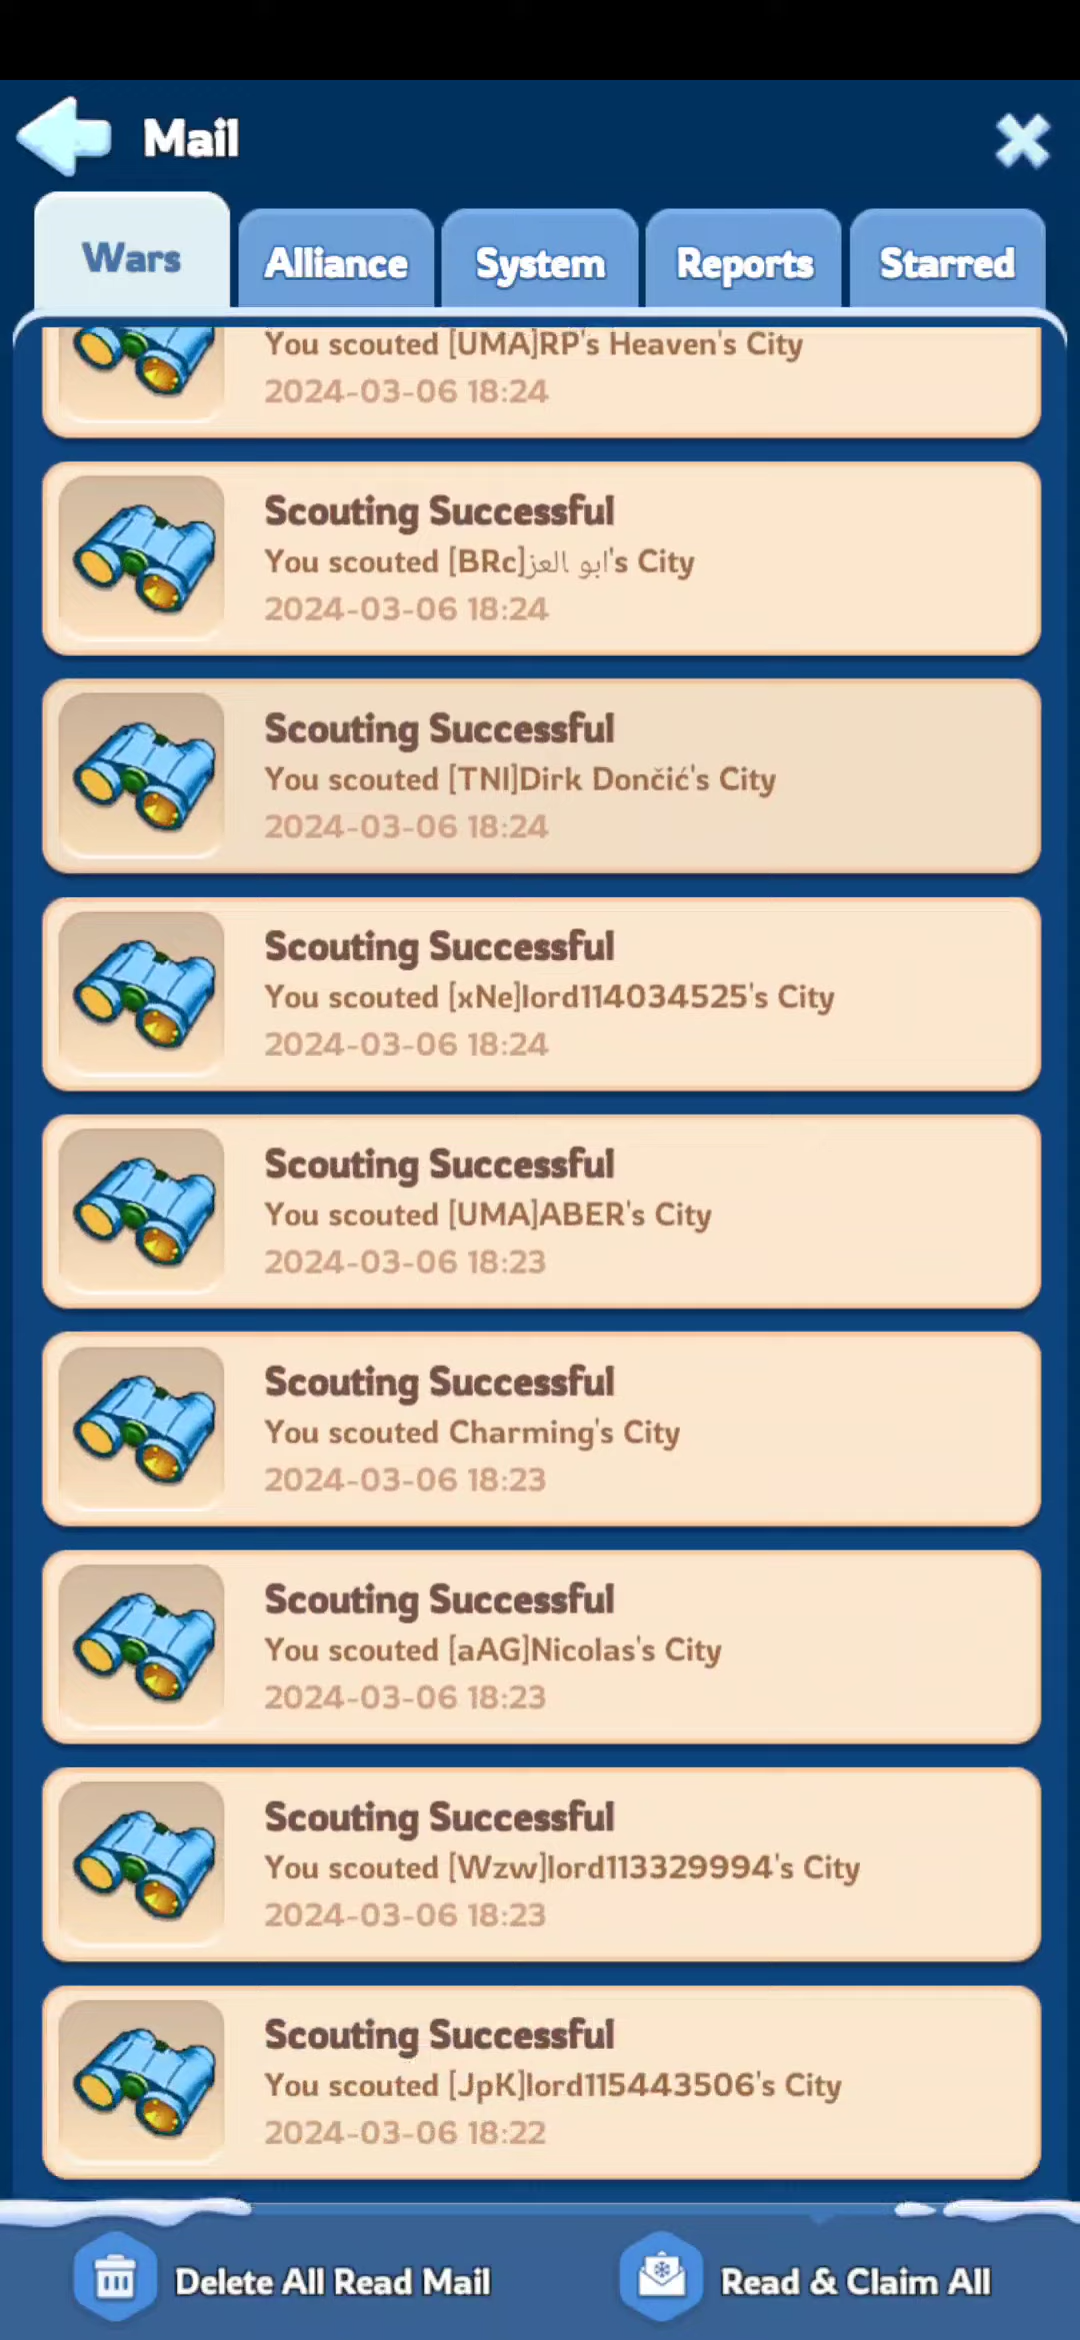 Mail
Wars
Alliance
System
Reports
Starred
You scouted [UMA]RP's Heaven's City
2024-03-06 18:24
Scouting Successful
You scouted [BRc]ابو العز's City
2024-03-06 18:24
Scouting Successful
You scouted [TNI]Dirk Dončić's City
2024-03-06 18:24
Scouting Successful
You scouted [xNe]lord114034525's City
2024-03-06 18:24
Scouting Successful
You scouted [UMA]ABER's City
2024-03-06 18:23
Scouting Successful
You scouted Charming's City
2024-03-06 18:23
Scouting Successful
You scouted [aAG]Nicolas's City
2024-03-06 18:23
Scouting Successful
You scouted [Wzw]lord113329994's City
2024-03-06 18:23
Scouting Successful
You scouted [JpK]lord115443506's City
2024-03-06 18:22
Delete All Read Mail
Read & Claim All